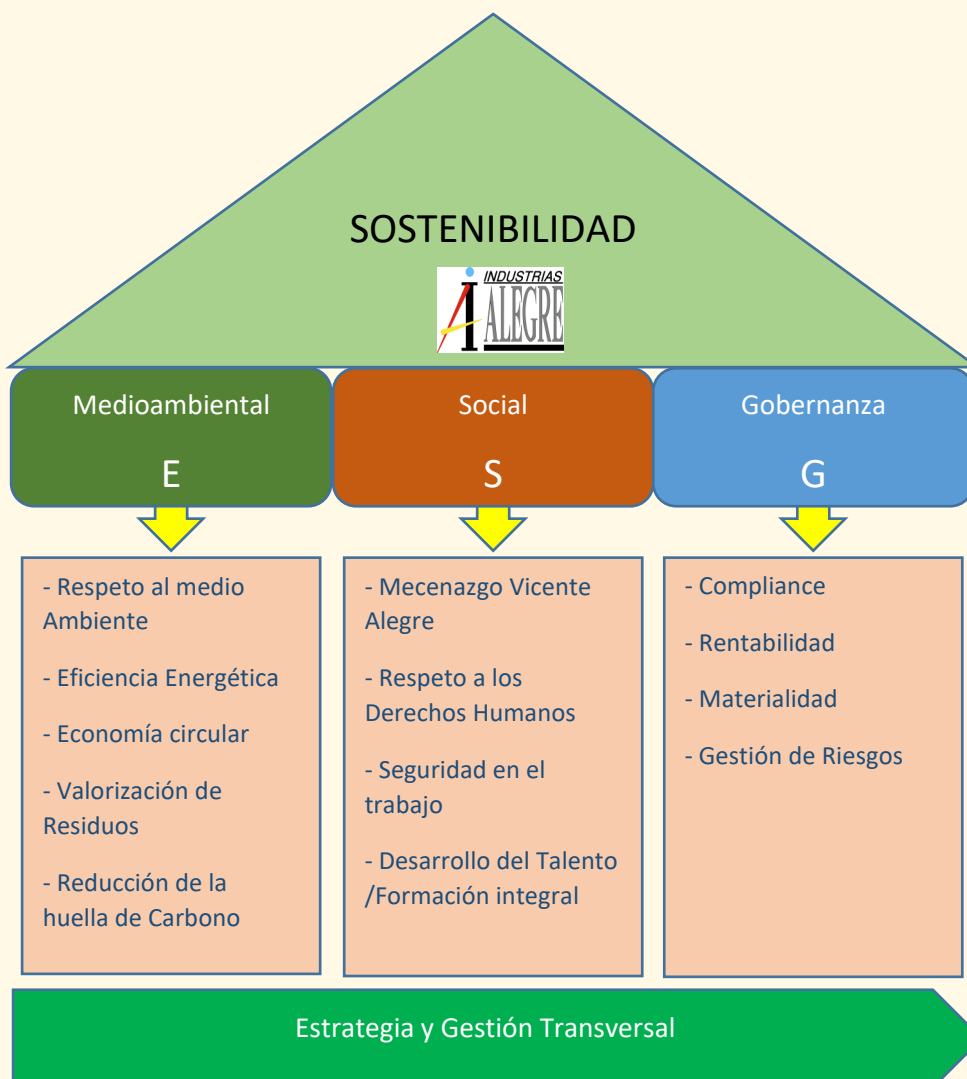 SOSTENIBILIDAD
INDUSTRIAS
ALEGRE
Medioambiental
E
Social
S
Gobernanza
G
- Respeto al medio
Ambiente
- Eficiencia Energética
- Economía circular
- Valorización de
Residuos
- Reducción de la
huella de Carbono
- Mecenazgo Vicente
Alegre
- Respeto a los
Derechos Humanos
- Seguridad en el
trabajo
- Desarrollo del Talento
/Formación integral
- Compliance
- Rentabilidad
- Materialidad
- Gestión de Riesgos
Estrategia y Gestión Transversal